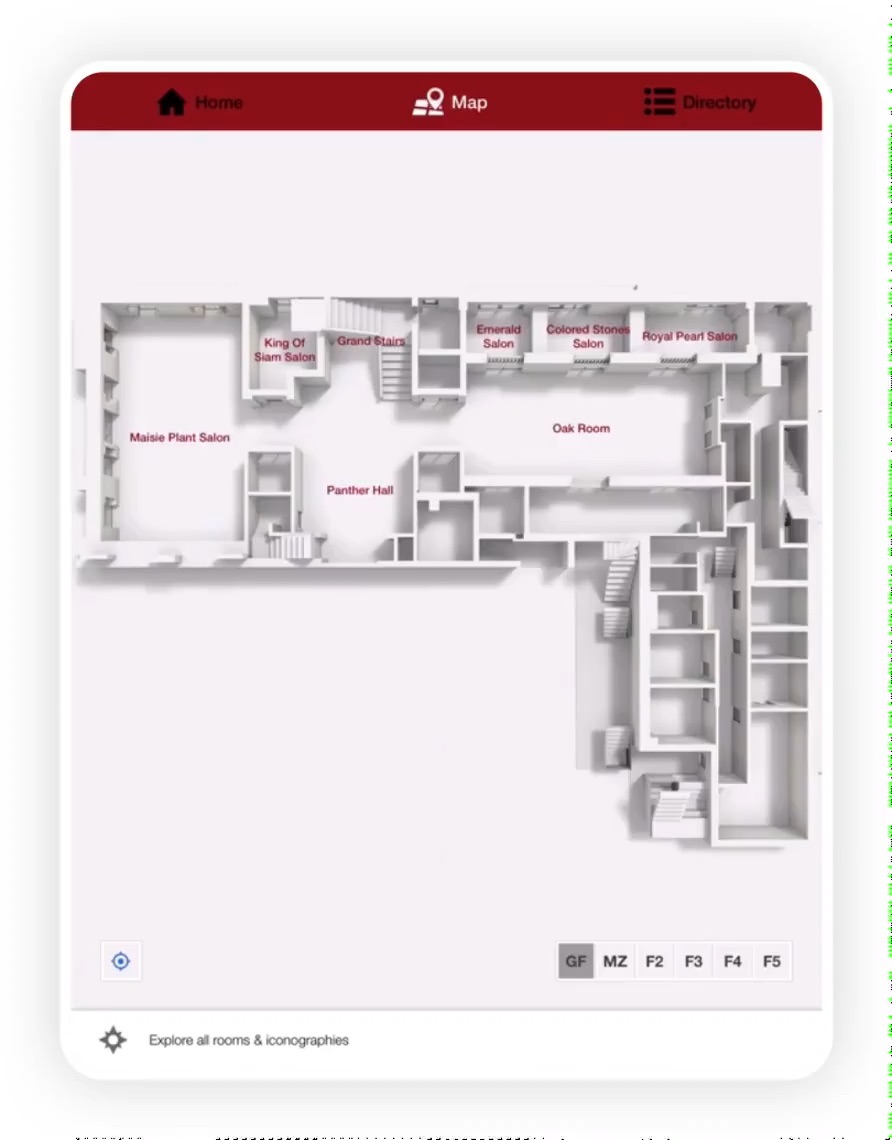 Home
Map
Directory
King Of
Siam Salon
Grand Stairs
Emerald
Salon
Colored Stones
Salon
Royal Pearl Salon
Maisie Plant Salon
Oak Room
Panther Hall
GF MZ F2 F3 F4 F5
Explore all rooms & iconographies